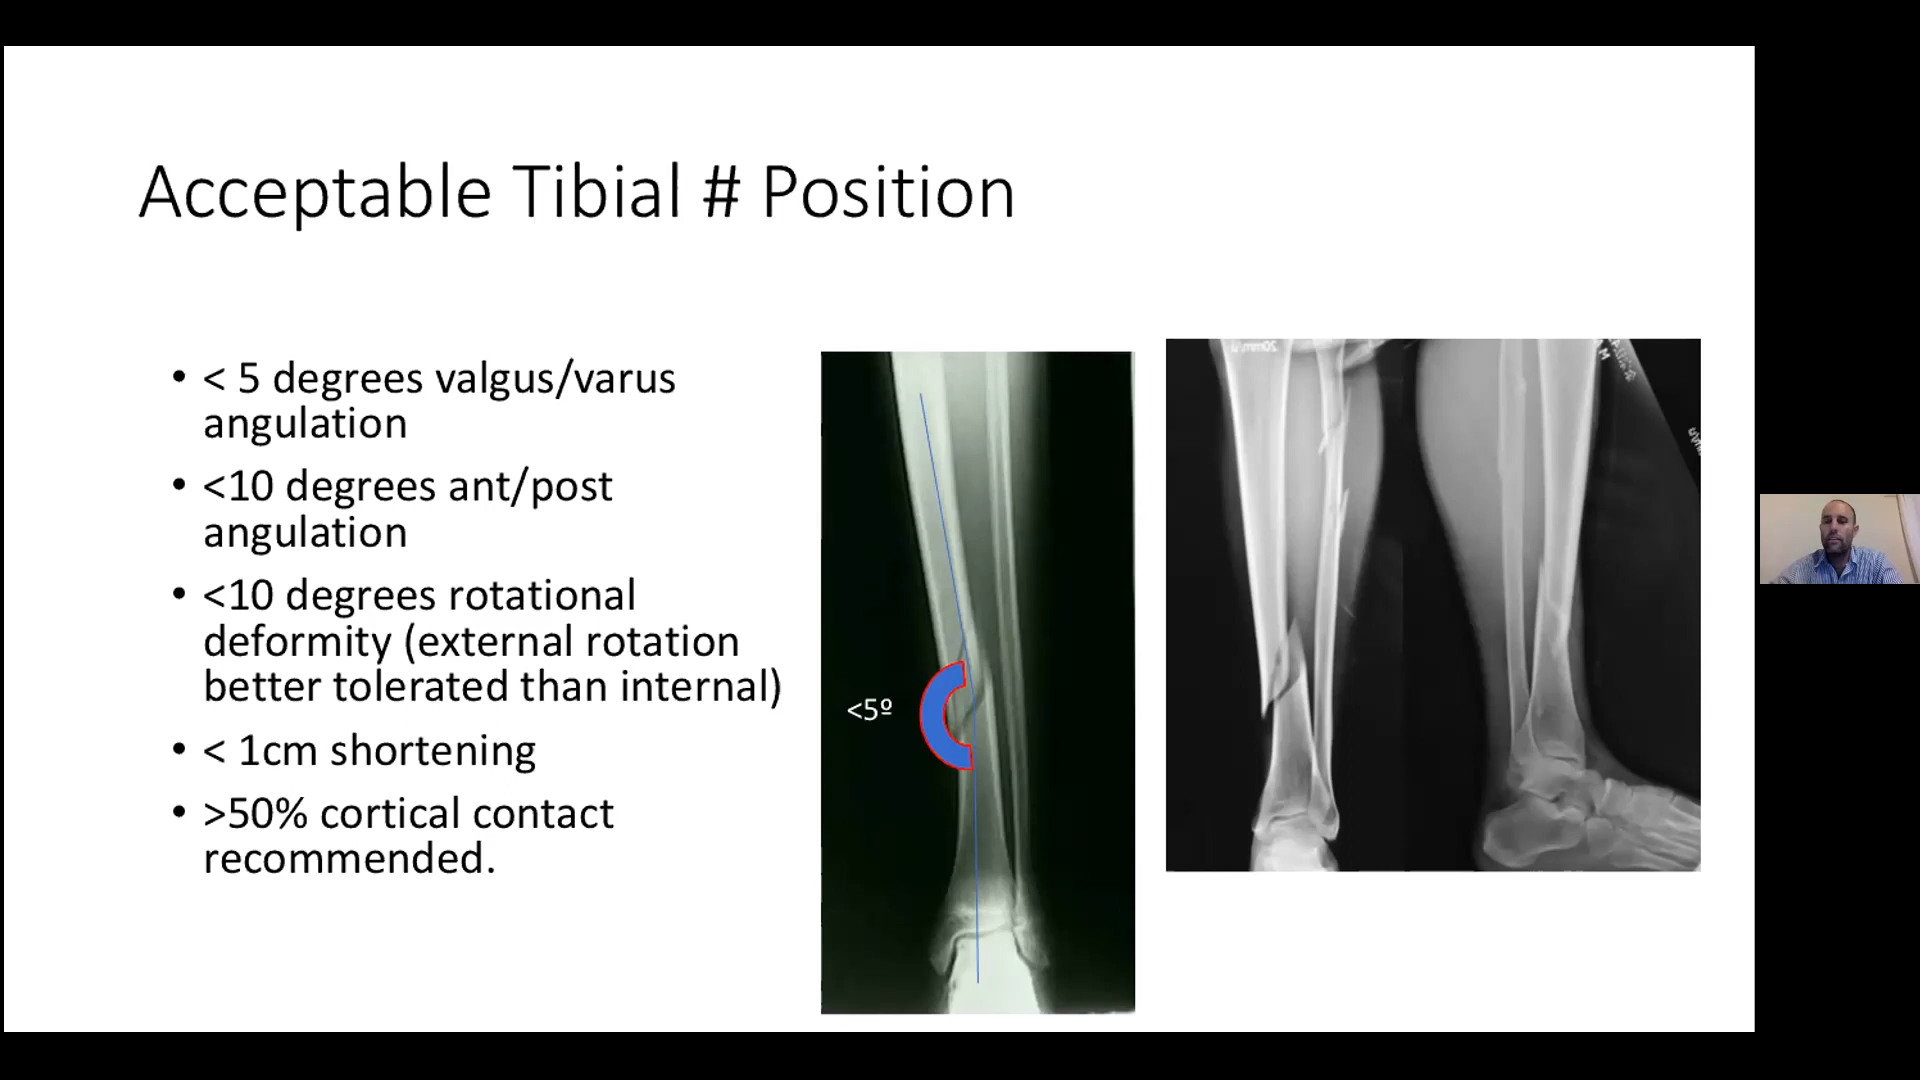 Acceptable Tibial # Position
• < 5 degrees valgus/varus
angulation
• <10 degrees ant/post
angulation
• <10 degrees rotational
deformity (external rotation
better tolerated than internal)
• < 1cm shortening
• >50% cortical contact
recommended.
<5º